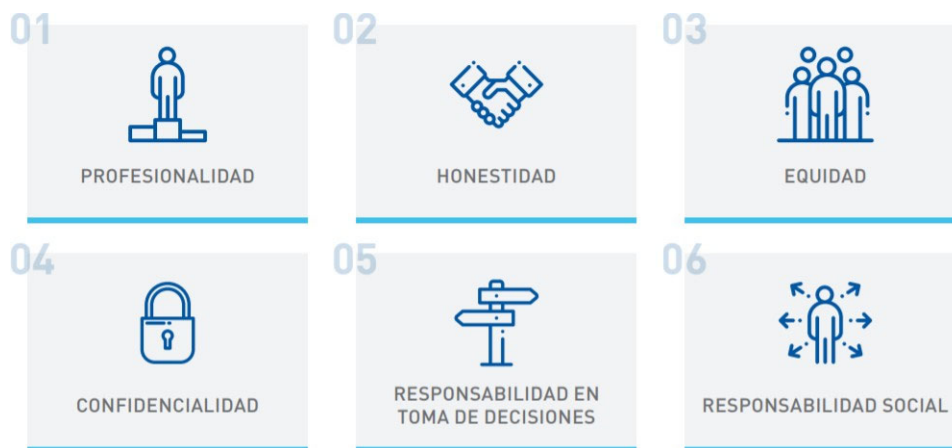 01
PROFESIONALIDAD
02
HONESTIDAD
03
EQUIDAD
04
CONFIDENCIALIDAD
05
RESPONSABILIDAD EN
TOMA DE DECISIONES
06
RESPONSABILIDAD SOCIAL